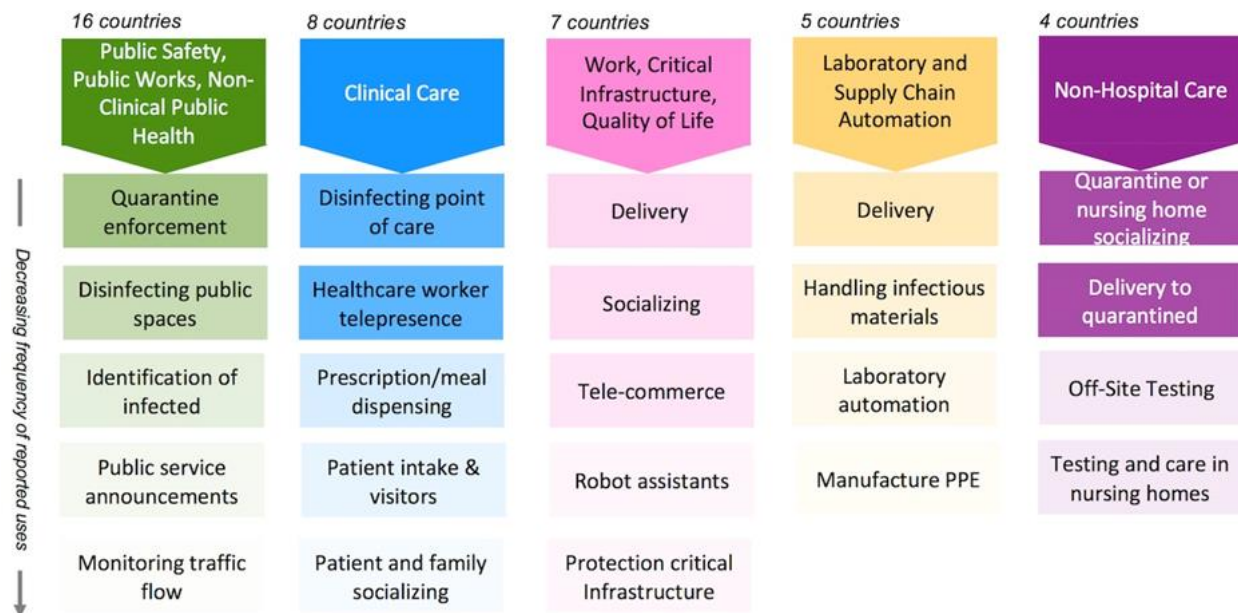 16 countries
8 countries
7 countries
5 countries
4 countries
Public Safety,
Public Works, Non-
Clinical Public
Health
Clinical Care
Work, Critical
Infrastructure,
Quality of Life
Laboratory and
Supply Chain
Automation
Non-Hospital Care
Decreasing frequency of reported uses
Quarantine
enforcement
Disinfecting point
of care
Delivery
Delivery
Quarantine or
nursing home
socializing
Disinfecting public
spaces
Healthcare worker
telepresence
Socializing
Handling infectious
materials
Delivery to
quarantined
Identification of
infected
Prescription/meal
dispensing
Tele-commerce
Laboratory
automation
Off-Site Testing
Public service
announcements
Patient intake &
visitors
Robot assistants
Manufacture PPE
Testing and care in
nursing homes
Monitoring traffic
flow
Patient and family
socializing
Protection critical
Infrastructure